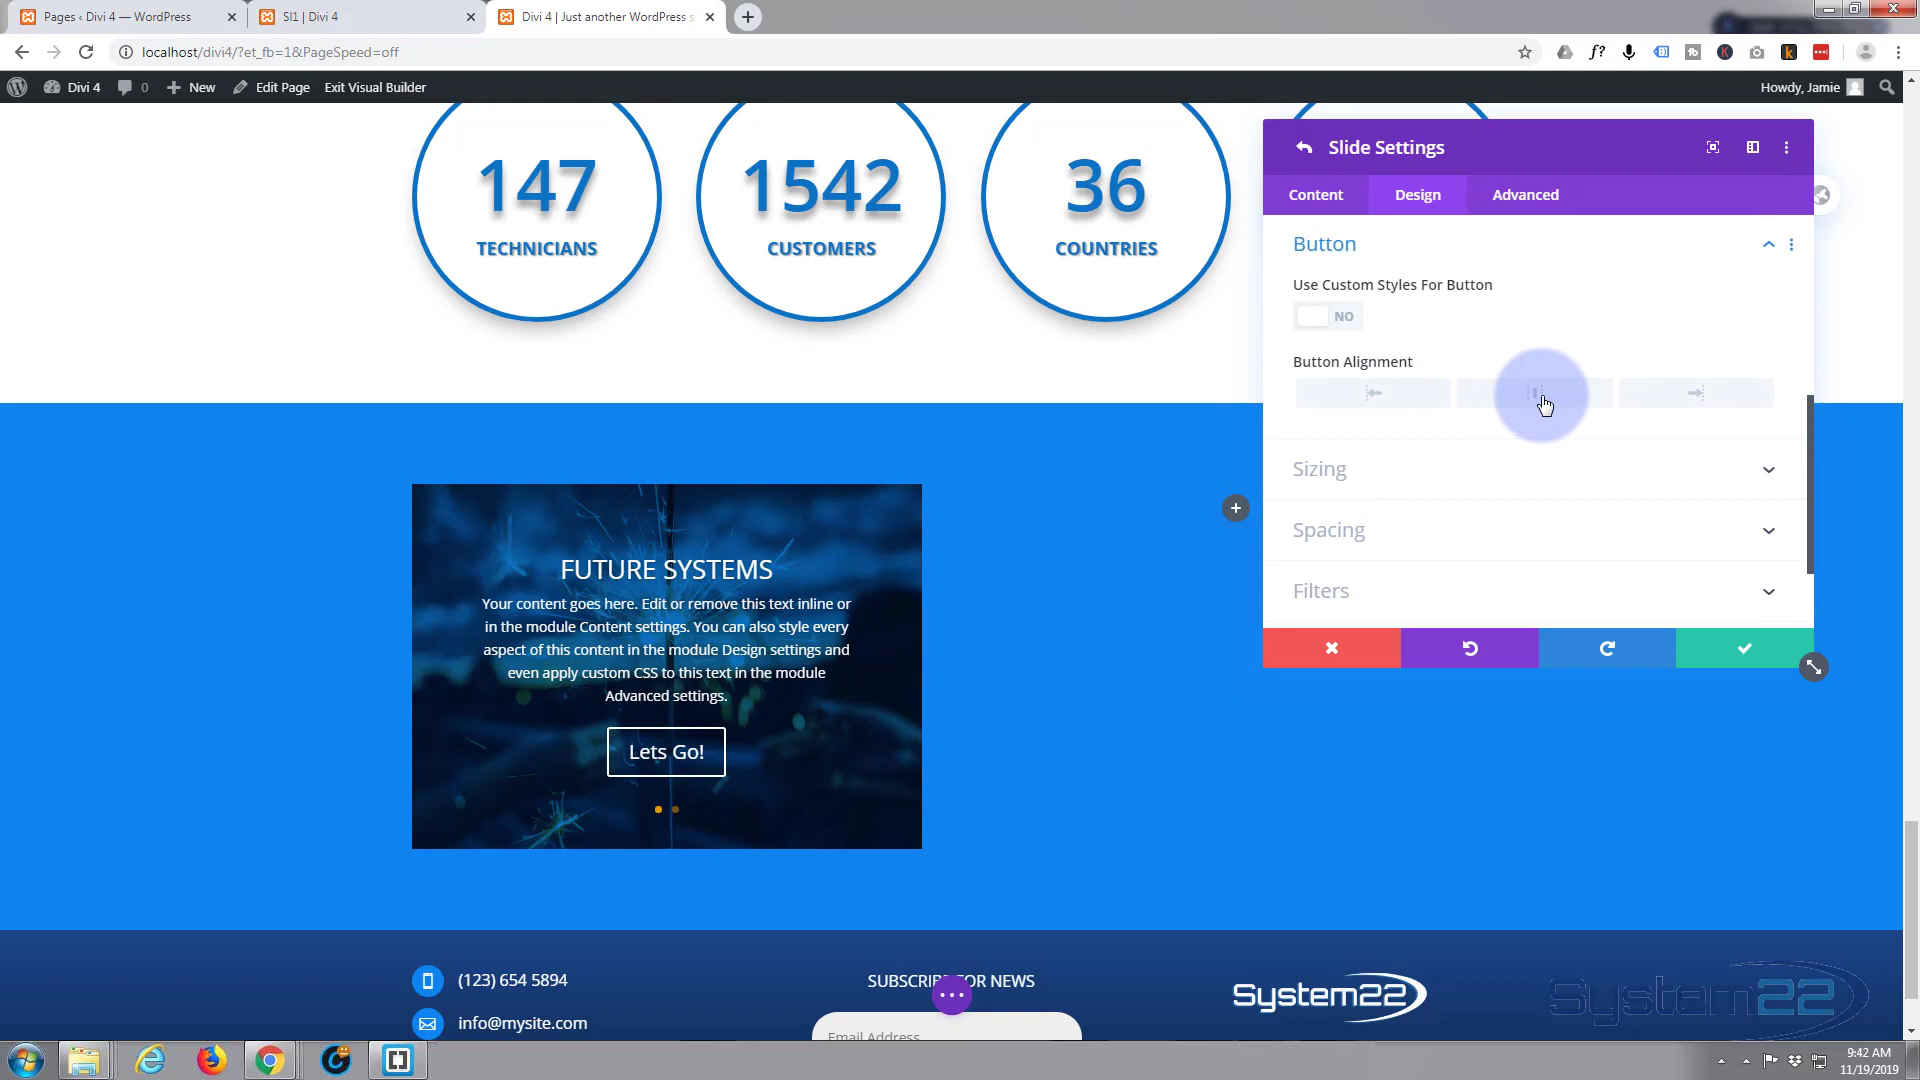 Pages ‹ Divi 4 — WordPress
SI1 | Divi 4
Divi 4 | Just another WordPress s
localhost/divi4/?et_fb=1&PageSpeed=off
f?
Divi 4
0
New
Edit Page
Exit Visual Builder
Howdy, Jamie
147
TECHNICIANS
1542
CUSTOMERS
36
COUNTRIES
Slide Settings
Content
Design
Advanced
Button
Use Custom Styles For Button
NO
Button Alignment
Sizing
Spacing
Filters
FUTURE SYSTEMS
Your content goes here. Edit or remove this text inline or
in the module Content settings. You can also style every
aspect of this content in the module Design settings and
even apply custom CSS to this text in the module
Advanced settings.
Lets Go!
(123) 654 5894
info@mysite.com
SUBSCRIBE FOR NEWS
Email Address
System22
System22
9:42 AM
11/19/2019